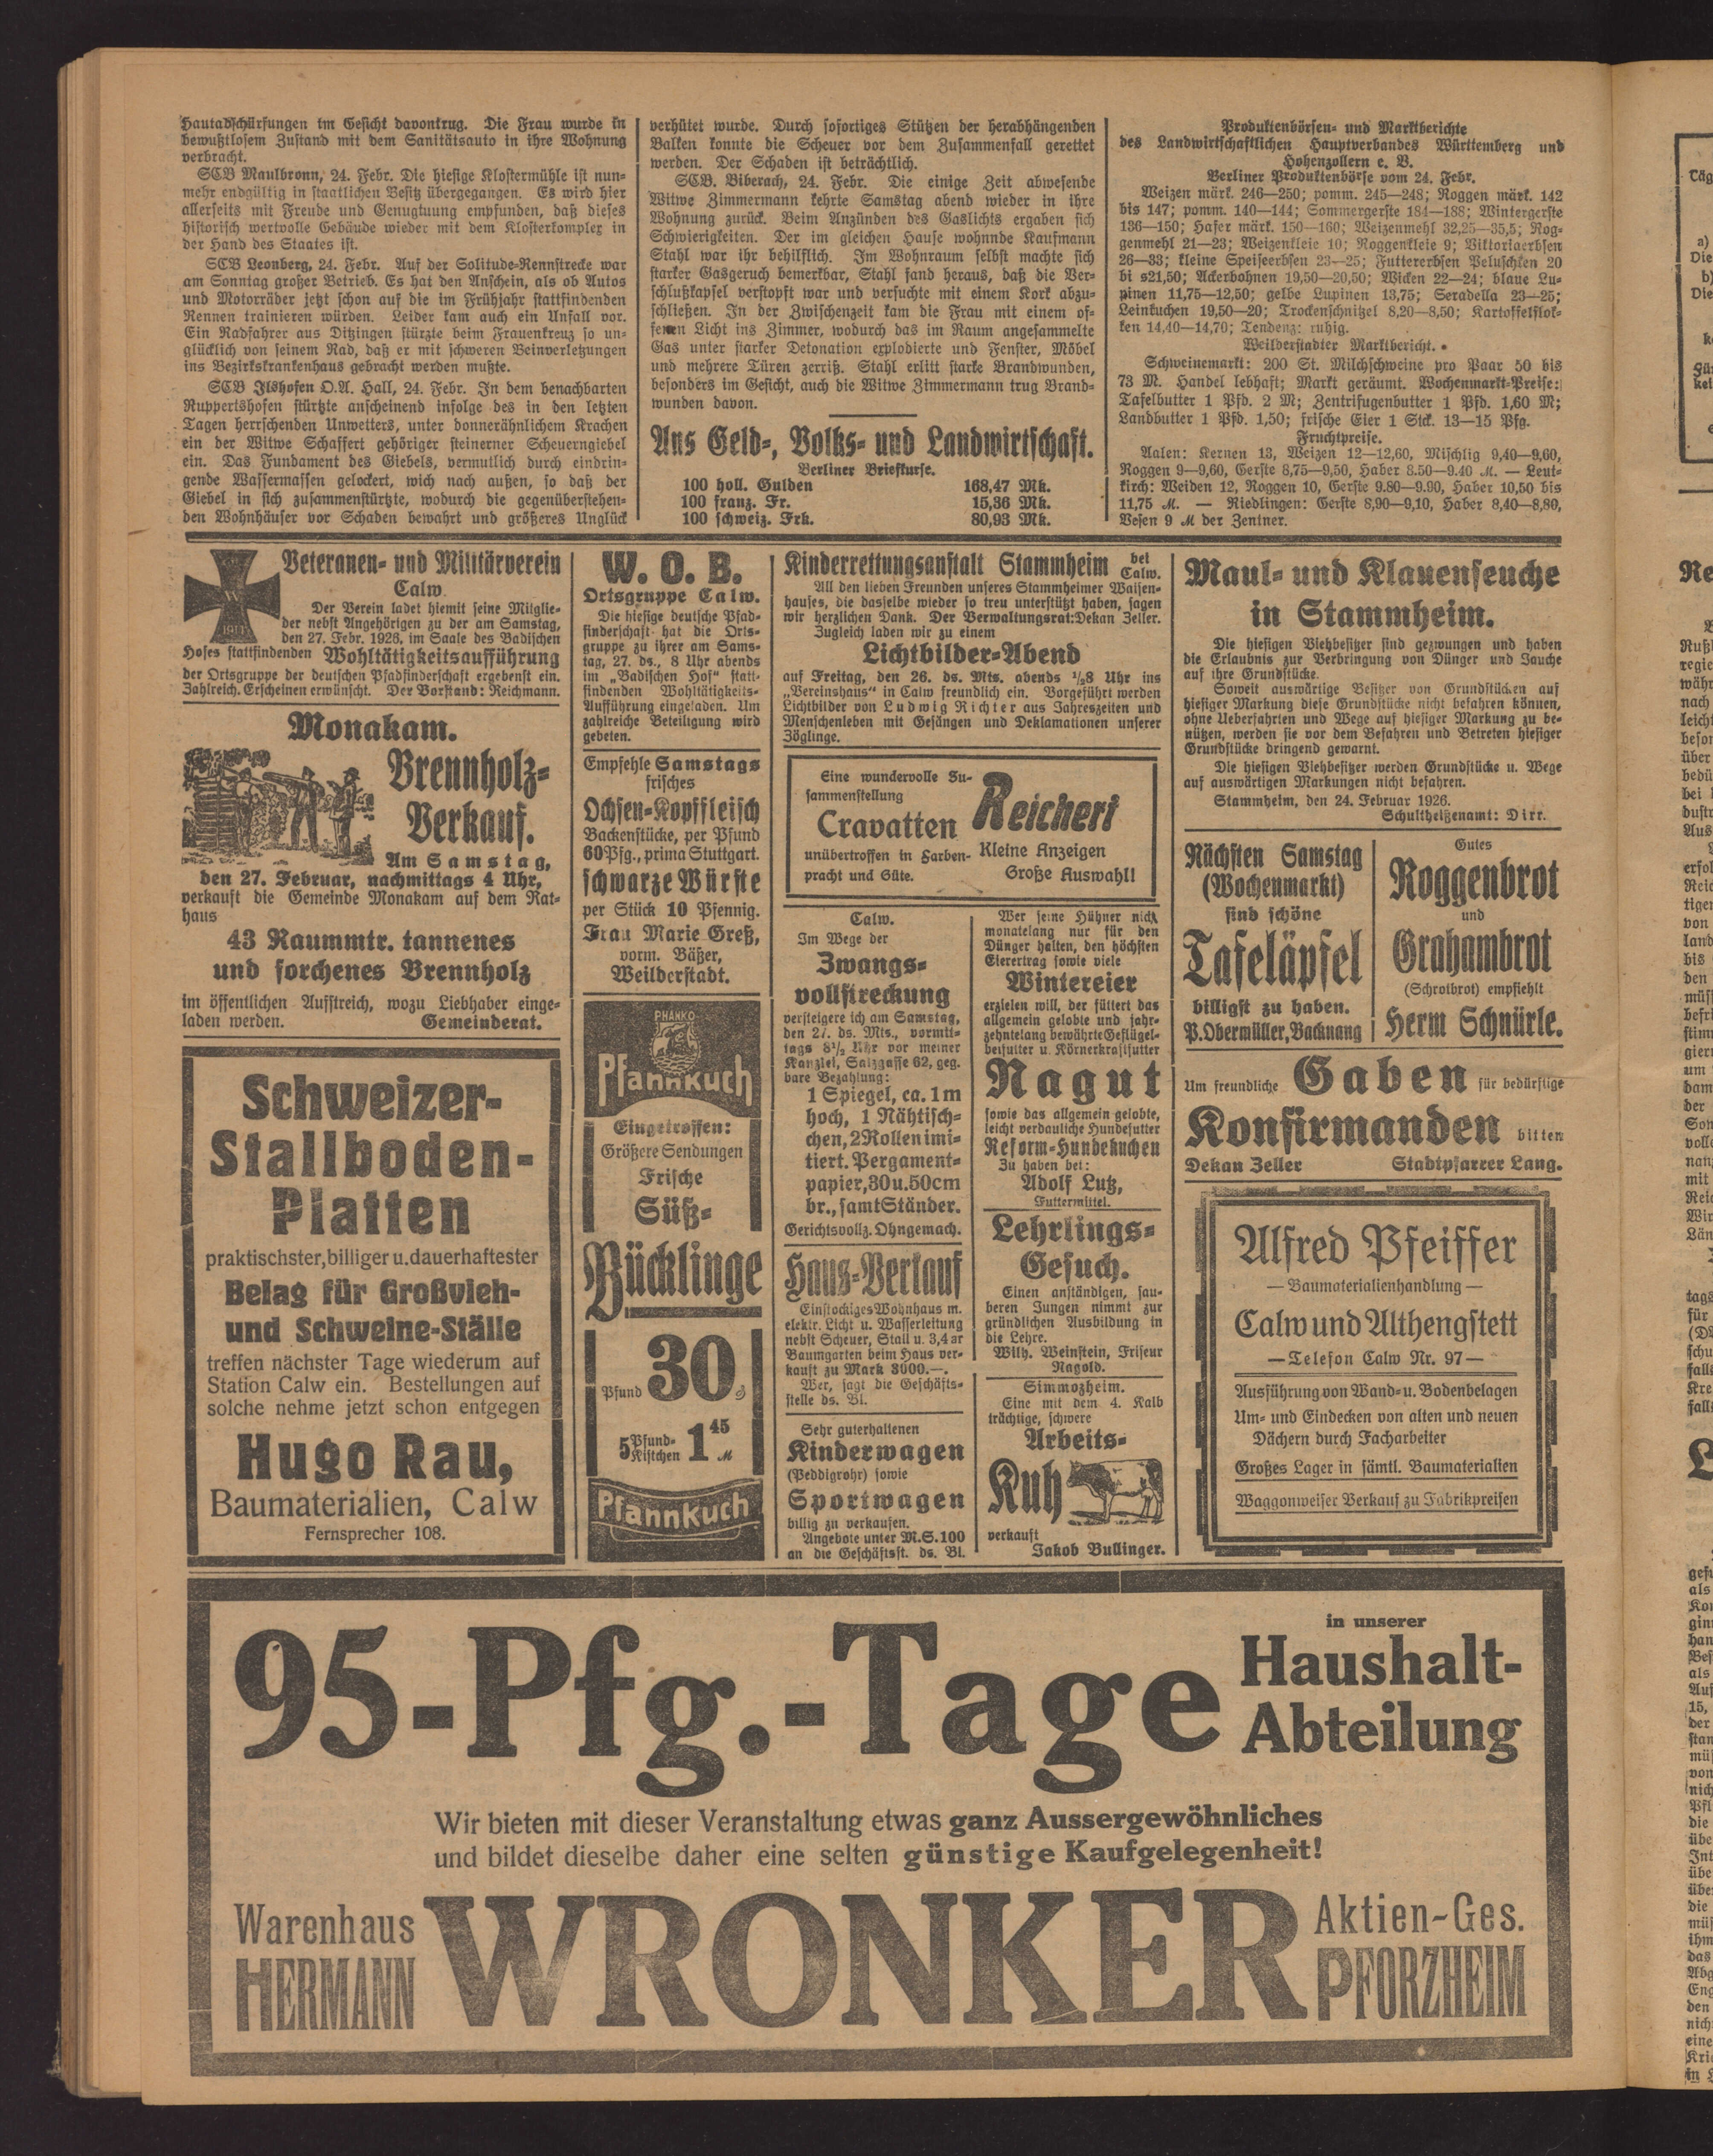 Hautabschürfungen im Gesicht davontrug. Die Frau wurde in
bewußtlosem Zustand mit dem Sanitätsauto in ihre Wohnung
verbracht.
SCB Maulbronn, 24. Febr. Die hiesige Klostermühle ist nun-
mehr endgültig in staatlichen Besitz übergegangen. Es wird hier
allerseits mit Freude und Genugtuung empfunden, daß dieses
historisch wertvolle Gebäude wieder mit dem Klosterkomplex in
der Hand des Staates ist.
SCB Leonberg, 24. Febr. Auf der Solitude-Rennstrecke war
am Sonntag großer Betrieb. Es hat den Anschein, als ob Autos
und Motorräder jetzt schon auf die im Frühjahr stattfindenden
Rennen trainieren würden. Leider kam auch ein Unfall vor.
Ein Radfahrer aus Ditzingen stürzte beim Frauenkreuz so un-
glücklich von seinem Rad, daß er mit schweren Beinverletzungen
ins Bezirkskrankenhaus gebracht werden mußte.
SCB Ilshofen O.A. Hall, 24. Febr. In dem benachbarten
Ruppertshofen stürtzte anscheinend infolge des in den letzten
Tagen herrschenden Unwetters, unter donnerähnlichem Krachen
ein der Witwe Schaffert gehöriger steinerner Scheuerngiebel
ein. Das Fundament des Giebels, vermutlich durch eindrin-
gende Wassermassen gelockert, wich nach außen, so daß der
Giebel in sich zusammenstürtzte, wodurch die gegenüberstehen-
den Wohnhäuser vor Schaden bewahrt und größeres Unglück
verhütet wurde. Durch sofortiges Stützen der herabhängenden
Balken konnte die Scheuer vor dem Zusammenfall gerettet
werden. Der Schaden ist beträchtlich.
SCB. Biberach, 24. Febr. Die einige Zeit abwesende
Witwe Zimmermann kehrte Samstag abend wieder in ihre
Wohnung zurück. Beim Anzünden des Gaslichts ergaben sich
Schwierigkeiten. Der im gleichen Hause wohnnde Kaufmann
Stahl war ihr behilflich. Im Wohnraum selbst machte sich
starker Gasgeruch bemerkbar, Stahl fand heraus, daß die Ver-
schlußkapsel verstopft war und versuchte mit einem Kork abzu-
schließen. In der Zwischenzeit kam die Frau mit einem of-
fenen Licht ins Zimmer, wodurch das im Raum angesammelte
Gas unter starker Detonation explodierte und Fenster, Möbel
und mehrere Türen zerriß. Stahl erlitt starke Brandwunden,
besonders im Gesicht, auch die Witwe Zimmermann trug Brand-
wunden davon.
Aus Geld-, Volks- und Landwirtschaft.
Berliner Briefkurse.
100 holl. Gulden 168,47 Mk.
100 franz. Fr. 15,36 Mk.
100 schweiz. Frk. 80,93 Mk.
Produktenbörsen- und Marktberichte
des Landwirtschaftlichen Hauptverbandes Württemberg und
Hohenzollern e. V.
Berliner Produktenbörse vom 24. Febr.
Weizen märk. 246—250; pomm. 245—248; Roggen märk. 142
bis 147; pomm. 140—144; Sommergerste 184—188; Wintergerste
136—150; Hafer märk. 150—160; Weizenmehl 32,25—35,5; Rog-
genmehl 21—23; Weizenkleie 10; Roggenkleie 9; Viktoriaerbsen
26—33; kleine Speiseerbsen 23—25; Futtererbsen Peluschken 20
bi s21,50; Ackerbohnen 19,50—20,50; Wicken 22—24; blaue Lu-
pinen 11,75—12,50; gelbe Lupinen 13,75; Seradella 23—25;
Leinkuchen 19,50—20; Trockenschnitzel 8,20—8,50; Kartoffelflok-
ken 14,40—14,70; Tendenz: ruhig.
Weilderstadter Marktbericht.
Schweinemarkt: 200 St. Milchschweine pro Paar 50 bis
73 M. Handel lebhaft; Markt geräumt. Wochenmarkt-Preise:
Tafelbutter 1 Pfd. 2 M; Zentrifugenbutter 1 Pfd. 1,60 M;
Landbutter 1 Pfd. 1,50; frische Eier 1 Stck. 13—15 Pfg.
Fruchtpreise.
Aalen: Kernen 13, Weizen 12—12,60, Mischlig 9,40—9,60,
Roggen 9—9,60, Gerste 8,75—9,50, Haber 8.50—9.40 M. — Leut-
kirch: Weiden 12, Roggen 10, Gerste 9.80—9.90, Haber 10,50 bis
11,75 M. — Riedlingen: Gerste 8,90—9,10, Haber 8,40—8,80,
Vesen 9 M der Zentner.
Veteranen- und Militärverein
Calw.
W
1914
Der Verein ladet hiemit seine Mitglie-
der nebst Angehörigen zu der am Samstag,
den 27. Febr. 1926, im Saale des Badischen
Hofes stattfindenden Wohltätigkeitsaufführung
der Ortsgruppe der deutschen Pfadfinderschaft ergebenst ein.
Zahlreich. Erscheinen erwünscht. Der Vorstand: Reichmann.
Monakam.
Brennholz-
Verkauf.
Am Samstag,
den 27. Februar, nachmittags 4 Uhr,
verkauft die Gemeinde Monakam auf dem Rat-
haus
43 Raummtr. tannenes
und forchenes Brennholz
im öffentlichen Aufstreich, wozu Liebhaber einge-
laden werden. Gemeinderat.
Schweizer-
Stallboden-
Platten
praktischster, billiger u. dauerhaftester
Belag für Großvieh-
und Schweine-Ställe
treffen nächster Tage wiederum auf
Station Calw ein. Bestellungen auf
solche nehme jetzt schon entgegen
Hugo Rau,
Baumaterialien, Calw
Fernsprecher 108.
W. O. B.
Ortsgruppe Calw.
Die hiesige deutsche Pfad-
finderschaft hat die Orts-
gruppe zu ihrer am Sams-
tag, 27. ds., 8 Uhr abends
im „Badischen Hof“ statt-
findenden Wohltätigkeits-
Aufführung eingeladen. Um
zahlreiche Beteiligung wird
gebeten.
Empfehle Samstags
frisches
Ochsen-Kopffleisch
Backenstücke, per Pfund
60 Pfg., prima Stuttgart.
schwarze Würste
per Stück 10 Pfennig.
Frau Marie Greß,
vorm. Bäßer,
Weilderstadt.
PHANKO
Pfannkuch
Eingetroffen:
Größere Sendungen
Frische
Süß-
Bücklinge
Pfund 30 ₰
5 Pfund-
Kistchen 1 45 M
Pfannkuch
Kinderrettungsanstalt Stammheim bei
Calw.
All den lieben Freunden unseres Stammheimer Waisen-
hauses, die dasselbe wieder so treu unterstützt haben, sagen
wir herzlichen Dank. Der Verwaltungsrat: Dekan Zeller.
Zugleich laden wir zu einem
Lichtbilder-Abend
auf Freitag, den 26. ds. Mts. abends 1/28 Uhr ins
„Vereinshaus“ in Calw freundlich ein. Vorgeführt werden
Lichtbilder von Ludwig Richter aus Jahreszeiten und
Menschenleben mit Gesängen und Deklamationen unserer
Zöglinge.
Eine wundervolle Zu-
sammenstellung
Cravatten
unübertroffen in Farben-
pracht und Güte.
Reichert
Kleine Anzeigen
Große Auswahl!
Calw.
Im Wege der
Zwangs-
vollstreckung
versteigere ich am Samstag,
den 27. ds. Mts., vormit-
tags 8½ Uhr vor meiner
Kanzlei, Salzgasse 62, geg.
bare Bezahlung:
1 Spiegel, ca. 1 m
hoch, 1 Nähtisch-
chen, 2 Rollen imi-
tiert. Pergament-
papier, 30 u. 50 cm
br., samt Ständer.
Gerichtsvollz. Ohngemach.
Haus-Verkauf
Einstockiges Wohnhaus m.
elektr. Licht u. Wasserleitung
nebst Scheuer, Stall u. 3,4 ar
Baumgarten beim Haus ver-
kauft zu Mark 3000.—.
Wer, sagt die Geschäfts-
stelle ds. Bl.
Sehr guterhaltenen
Kinderwagen
(Peddigrohr) sowie
Sportwagen
billig zu verkaufen.
Angebote unter M.S.100
an die Geschäftsst. ds. Bl.
Wer seine Hühner nicht
monatelang nur für den
Dünger halten, den höchsten
Eierertrag sowie viele
Wintereier
erzielen will, der füttert das
allgemein gelobte und jahr-
zehntelang bewährte Geflügel-
beifutter u. Körnerkraftfutter
Nagut
sowie das allgemein gelobte,
leicht verdauliche Hundefutter
Reform-Hundekuchen
Zu haben bei:
Adolf Lutz,
Futtermittel.
Lehrlings-
Gesuch.
Einen anständigen, sau-
beren Jungen nimmt zur
gründlichen Ausbildung in
die Lehre.
Wilh. Weinstein, Friseur
Nagold.
Simmozheim.
Eine mit dem 4. Kalb
trächtige, schwere
Arbeits-
Kuh
verkauft
Jakob Bullinger.
Maul- und Klauenseuche
in Stammheim.
Die hiesigen Viehbesitzer sind gezwungen und haben
die Erlaubnis zur Verbringung von Dünger und Jauche
auf ihre Grundstücke.
Soweit auswärtige Besitzer von Grundstücken auf
hiesiger Markung diese Grundstücke nicht befahren können,
ohne Ueberfahrten und Wege auf hiesiger Markung zu be-
nützen, werden sie vor dem Befahren und Betreten hiesiger
Grundstücke dringend gewarnt.
Die hiesigen Viehbesitzer werden Grundstücke u. Wege
auf auswärtigen Markungen nicht befahren.
Stammheim, den 24. Februar 1926.
Schultheißenamt: Dirr.
Nächsten Samstag
(Wochenmarkt)
sind schöne
Tafeläpfel
billigst zu haben.
P. Obermüller, Backnang
Gutes
Roggenbrot
und
Grahambrot
(Schrotbrot) empfiehlt
Herm Schnürle.
Um freundliche Gaben für bedürftige
Konfirmanden bitten
Dekan Zeller Stadtpfarrer Lang.
Alfred Pfeiffer
— Baumaterialienhandlung —
Calw und Althengstett
— Telefon Calw Nr. 97 —
Ausführung von Wand- u. Bodenbelagen
Um- und Eindecken von alten und neuen
Dächern durch Facharbeiter
Großes Lager in sämtl. Baumaterialien
Waggonweiser Verkauf zu Fabrikpreisen
95-Pfg.-Tage
in unserer
Haushalt-
Abteilung
Wir bieten mit dieser Veranstaltung etwas ganz Aussergewöhnliches
und bildet dieselbe daher eine selten günstige Kaufgelegenheit!
Warenhaus
HERMANN
WRONKER
Aktien-Ges.
PFORZHEIM